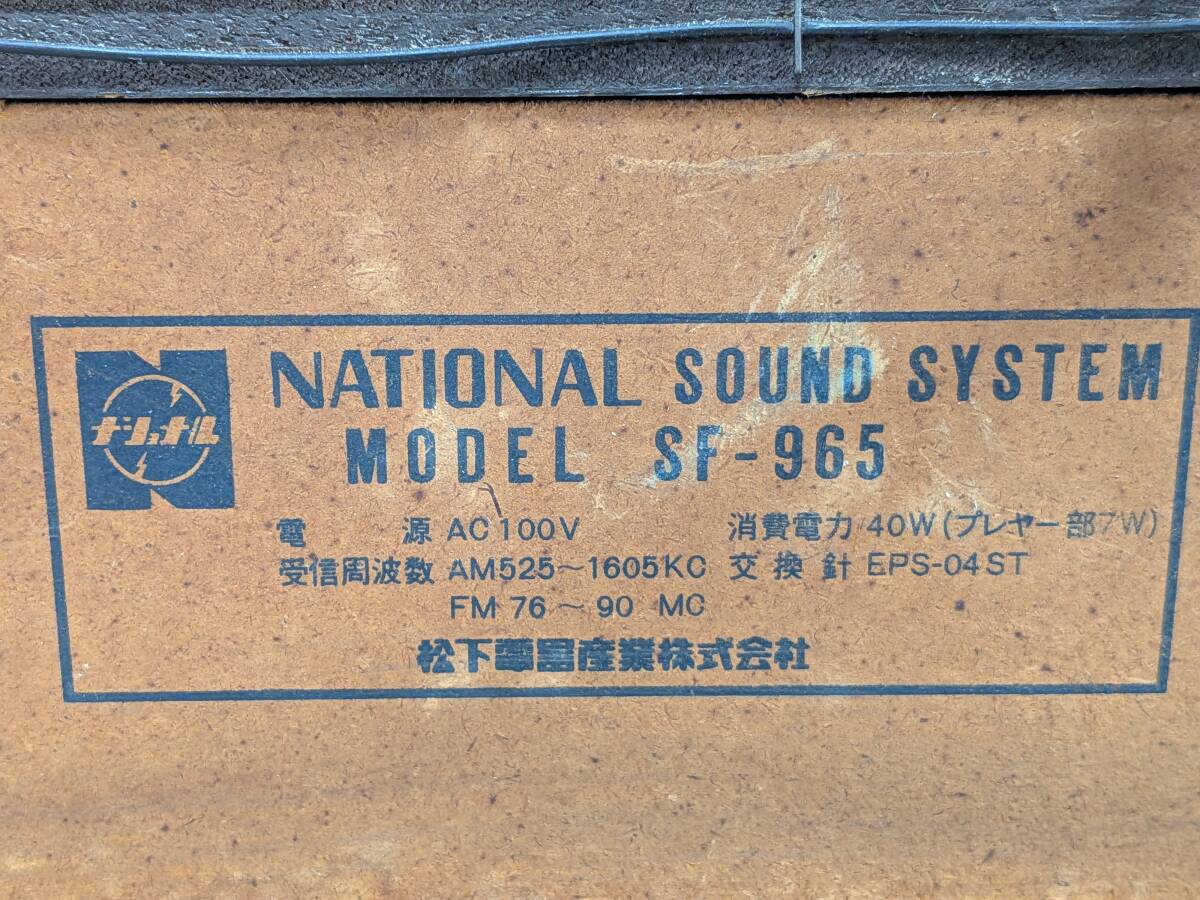 ナショナル
NATIONAL SOUND SYSTEM
MODEL SF-965
電 源 AC 100V 消費電力 40W (プレヤー部7W)
受信周波数 AM525~1605KC 交換針 EPS-04ST
FM 76~90 MC
松下電器産業株式会社